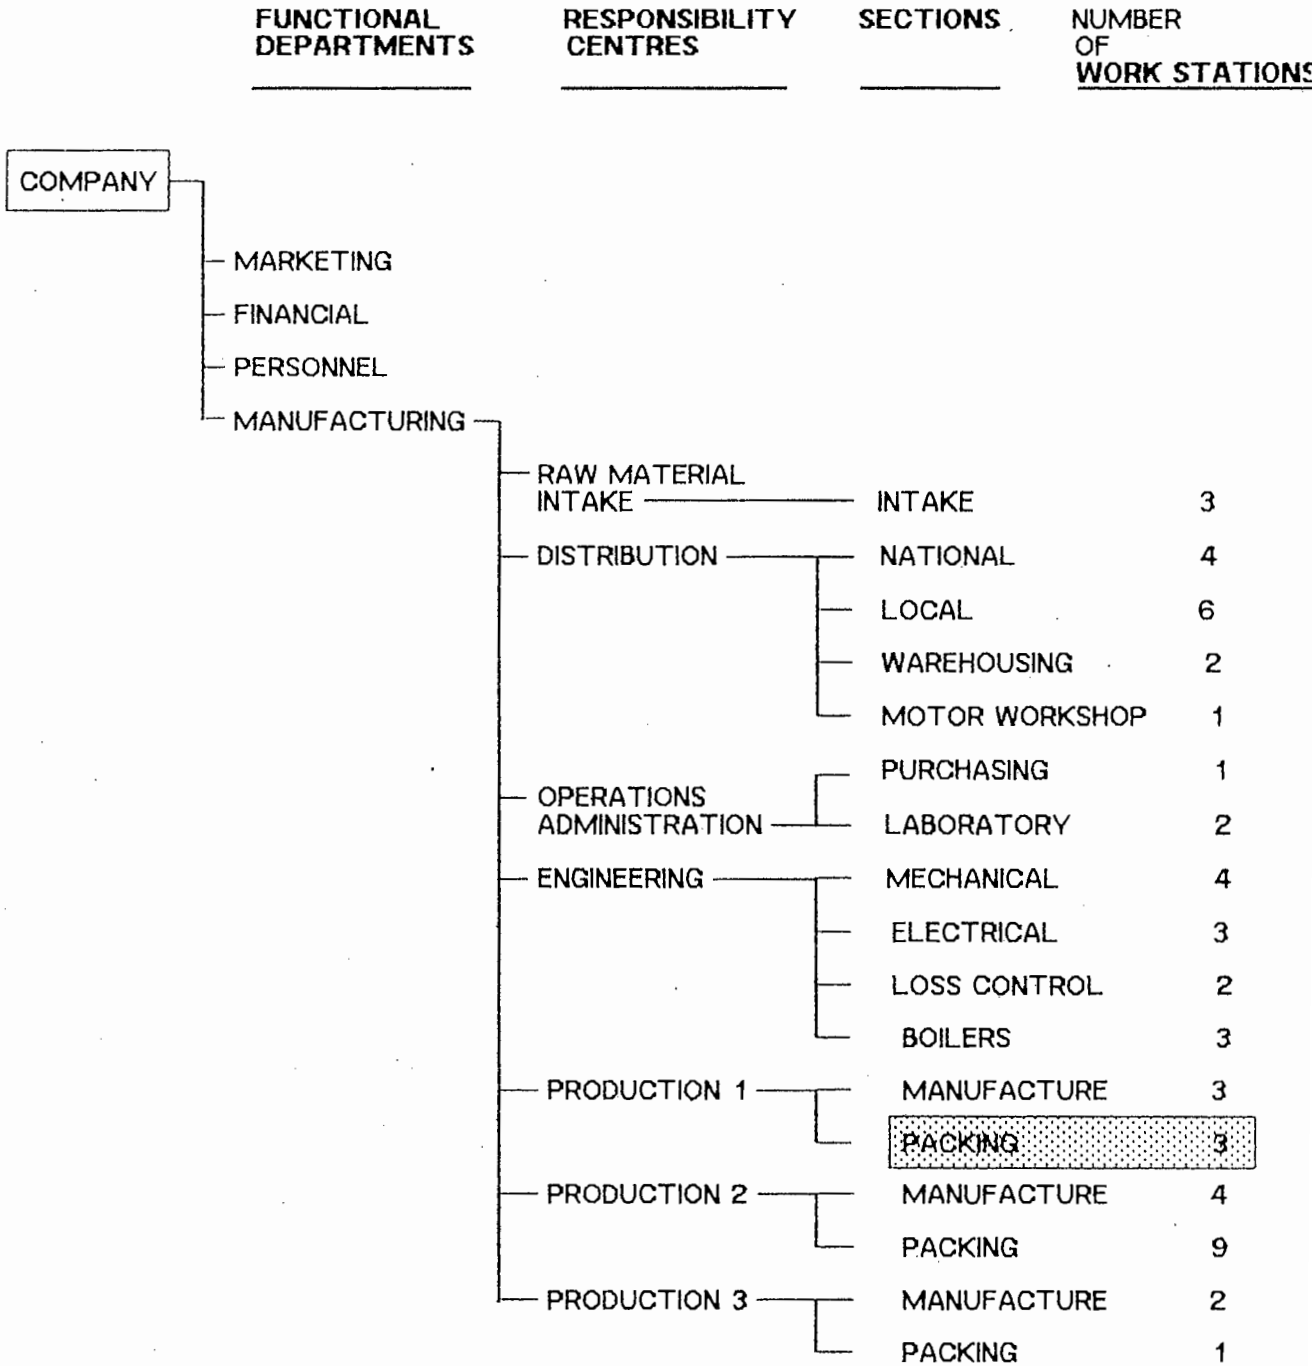 FUNCTIONAL DEPARTMENTS
RESPONSIBILITY CENTRES
SECTIONS
NUMBER OF WORK STATIONS
COMPANY
MARKETING
FINANCIAL
PERSONNEL
MANUFACTURING
RAW MATERIAL
INTAKE INTAKE 3
DISTRIBUTION NATIONAL 4
LOCAL 6
WAREHOUSING 2
MOTOR WORKSHOP 1
PURCHASING 1
OPERATIONS
ADMINISTRATION LABORATORY 2
ENGINEERING MECHANICAL 4
ELECTRICAL 3
LOSS CONTROL 2
BOILERS 3
PRODUCTION 1 MANUFACTURE 3
PACKING 3
PRODUCTION 2 MANUFACTURE 4
PACKING 9
PRODUCTION 3 MANUFACTURE 2
PACKING 1